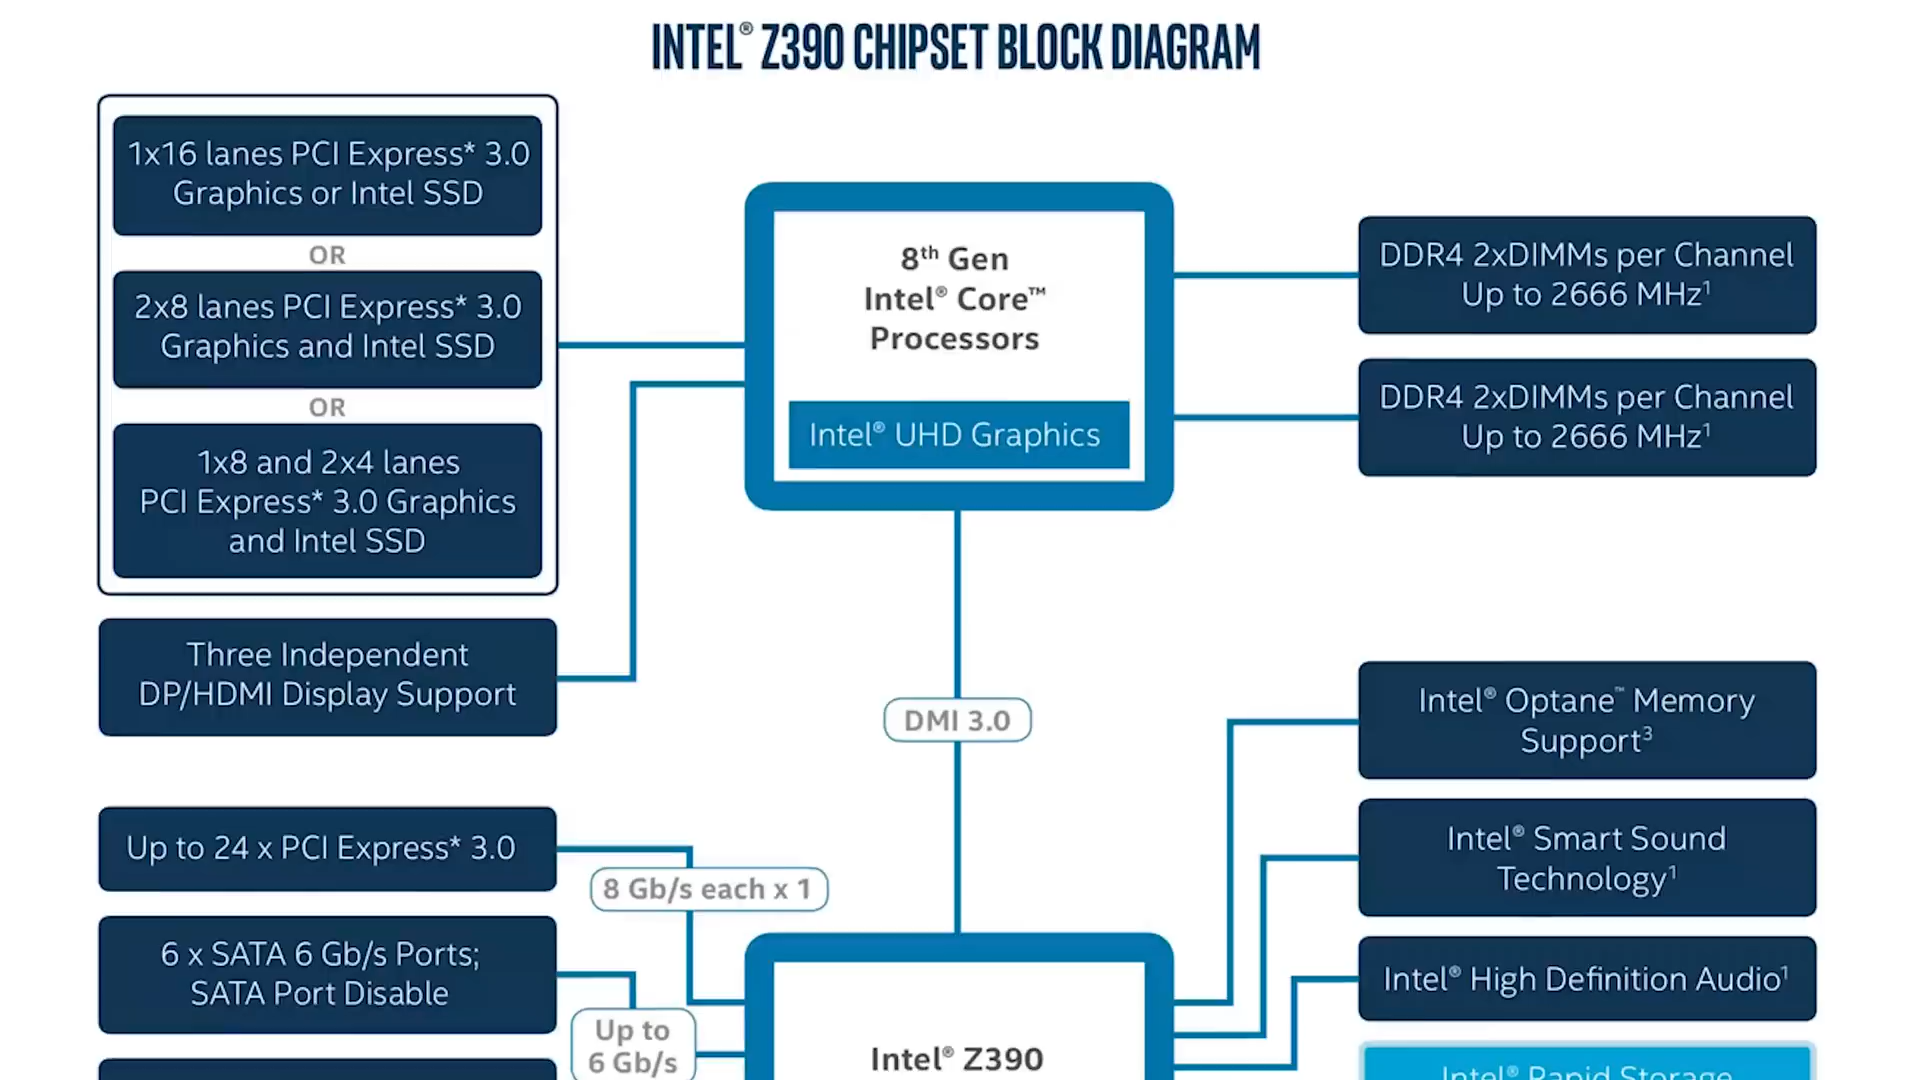 INTEL® Z390 CHIPSET BLOCK DIAGRAM
1x16 lanes PCI Express* 3.0
Graphics or Intel SSD
OR
2x8 lanes PCI Express* 3.0
Graphics and Intel SSD
OR
1x8 and 2x4 lanes
PCI Express* 3.0 Graphics
and Intel SSD
Three Independent
DP/HDMI Display Support
8th Gen
Intel® Core™
Processors
Intel® UHD Graphics
DDR4 2xDIMMs per Channel
Up to 2666 MHz¹
DDR4 2xDIMMs per Channel
Up to 2666 MHz¹
DMI 3.0
Up to 24 x PCI Express* 3.0
8 Gb/s each x 1
6 x SATA 6 Gb/s Ports;
SATA Port Disable
Up to
6 Gb/s
Intel® Z390
Intel® Optane™ Memory
Support³
Intel® Smart Sound
Technology¹
Intel® High Definition Audio¹
Intel® Rapid Storage